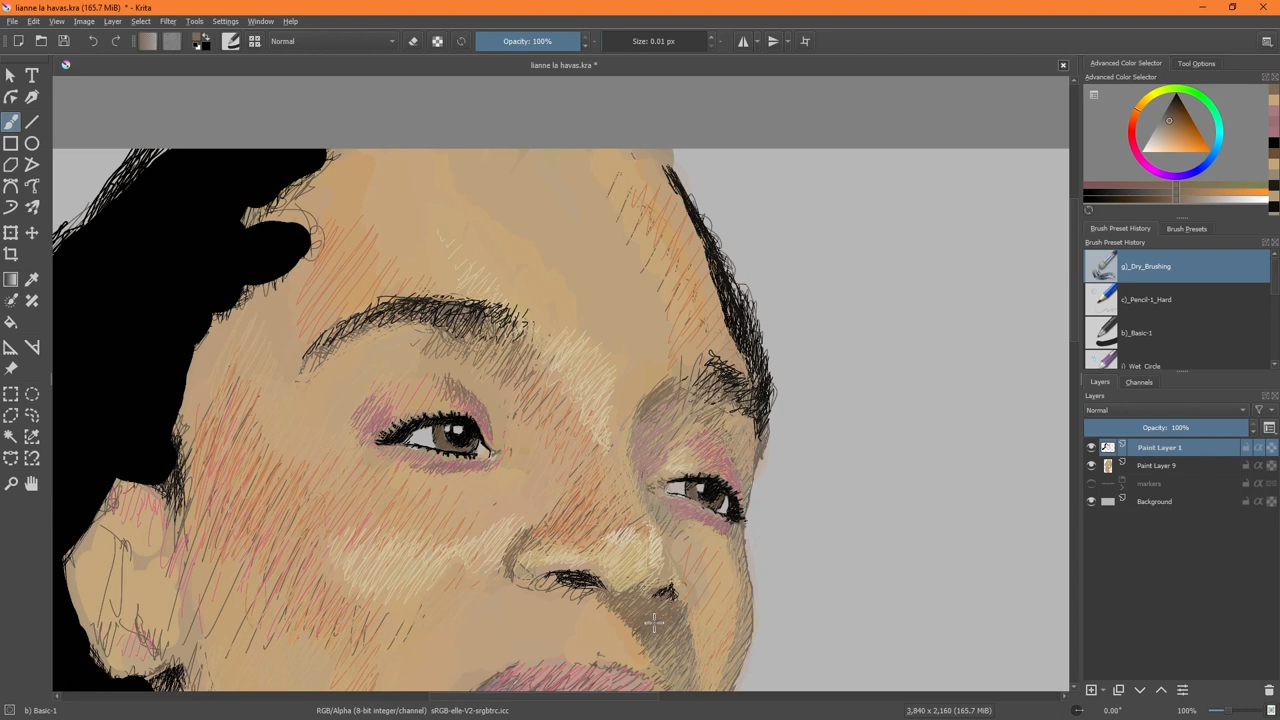 lianne la havas.kra (165.7 MiB) * - Krita
File Edit View Image Layer Select Filter Tools Settings Window Help
Normal Opacity: 100% Size: 0.01 px
lianne la havas.kra *
Advanced Color Selector Tool Options
Advanced Color Selector
Brush Preset History Brush Presets
Brush Preset History
g)_Dry_Brushing
c)_Pencil-1_Hard
b)_Basic-1
i)_Wet_Circle
Layers Channels
Layers
Normal
Opacity: 100%
Paint Layer 1
Paint Layer 9
markers
Background
b) Basic-1 RGB/Alpha (8-bit integer/channel) sRGB-elle-V2-srgbtrc.icc 3,840 x 2,160 (165.7 MiB) 0.00° 100%